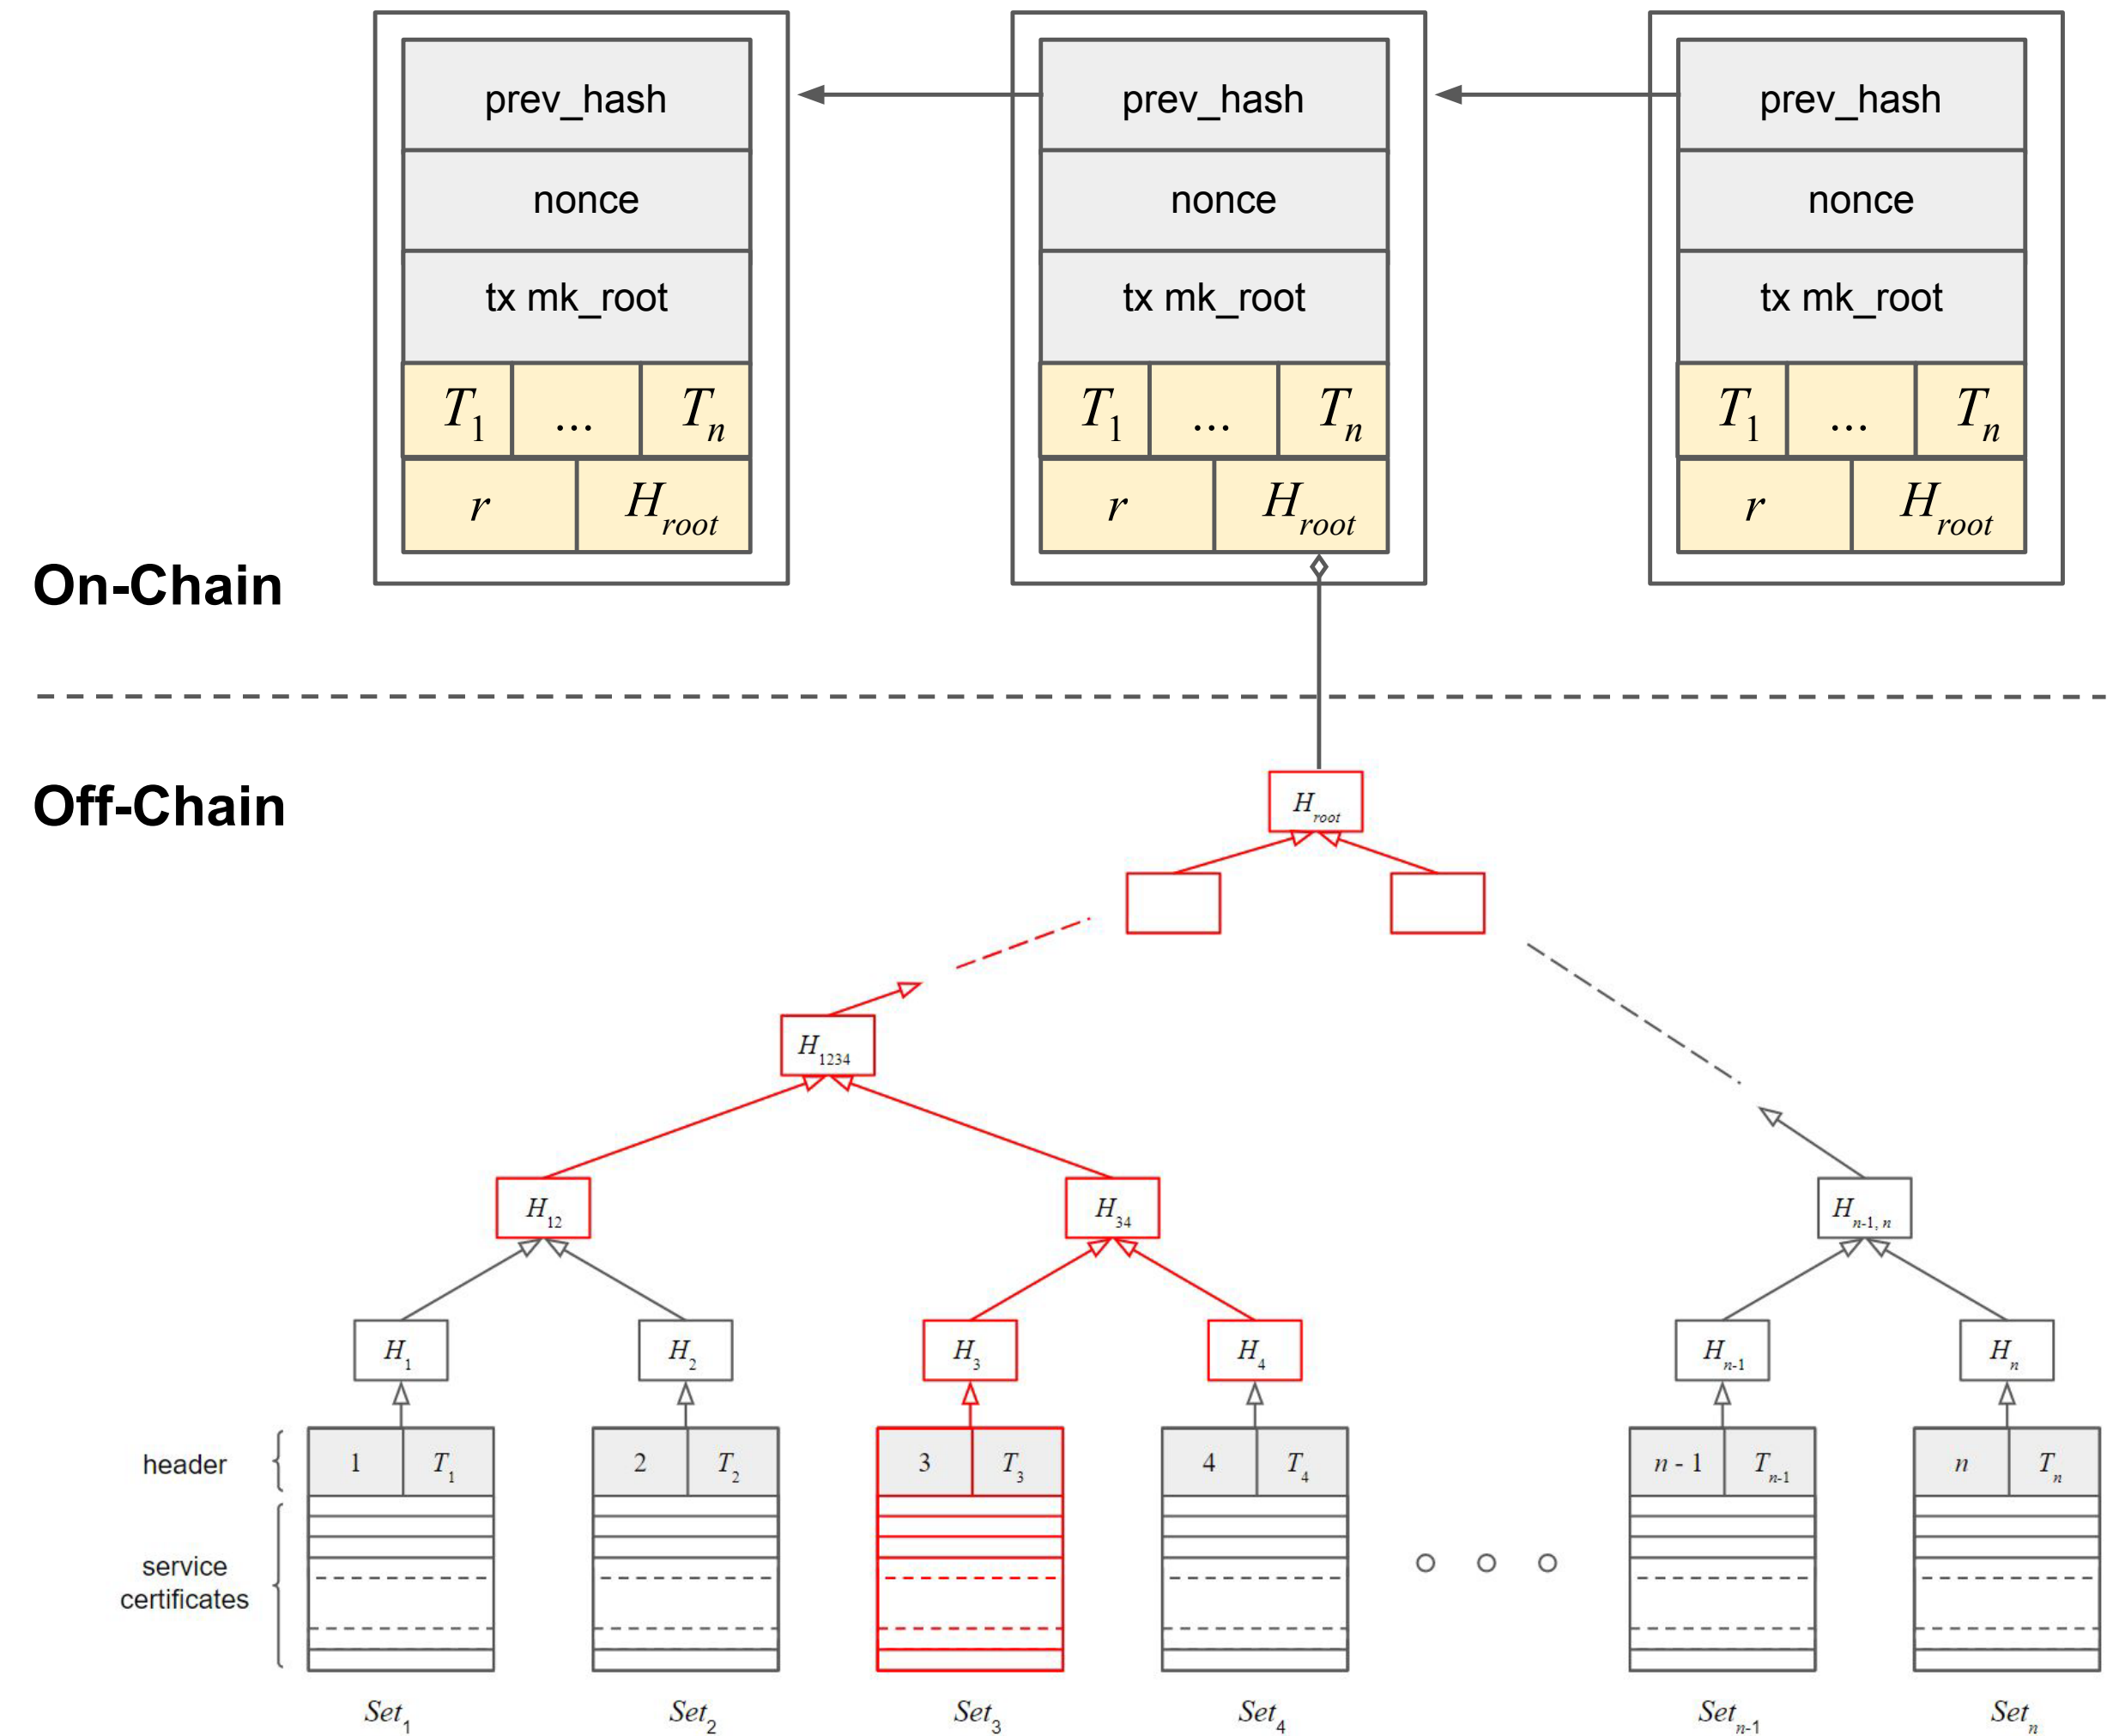 prev_hash prev_hash prev_hash
nonce nonce nonce
tx mk_root tx mk_root tx mk_root
T1 ... Tn T1 ... Tn T1 ... Tn
r Hroot r Hroot r Hroot
On-Chain
Off-Chain
Hroot
H1234
H12 H34 Hn-1, n
H1 H2 H3 H4 Hn-1 Hn
header 1 T1 2 T2 3 T3 4 T4 n - 1 Tn-1 n Tn
service
certificates
Set1 Set2 Set3 Set4 Setn-1 Setn